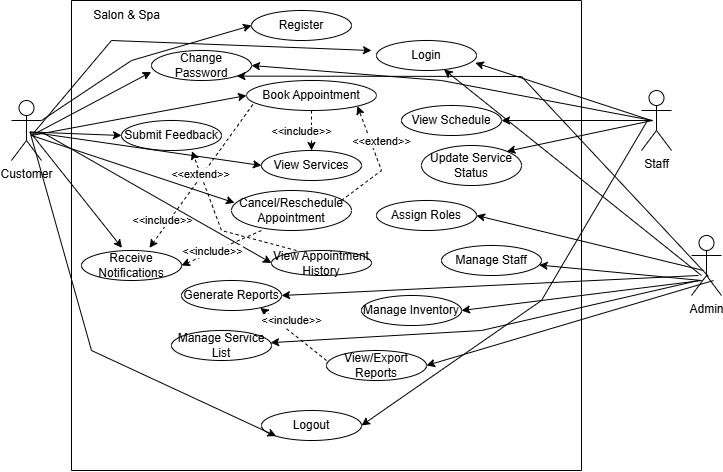 Salon & Spa
Register
Login
Change
Password
Book Appointment
View Schedule
<<include>>
Submit Feedback
<<extend>>
View Services
Update Service
Status
Customer
Staff
<<extend>>
Cancel/Reschedule
Appointment
Assign Roles
<<include>>
<<include>>
Receive
Notifications
View Appointment
History
Manage Staff
Generate Reports
Manage Inventory
Admin
<<include>>
Manage Service
List
View/Export
Reports
Logout